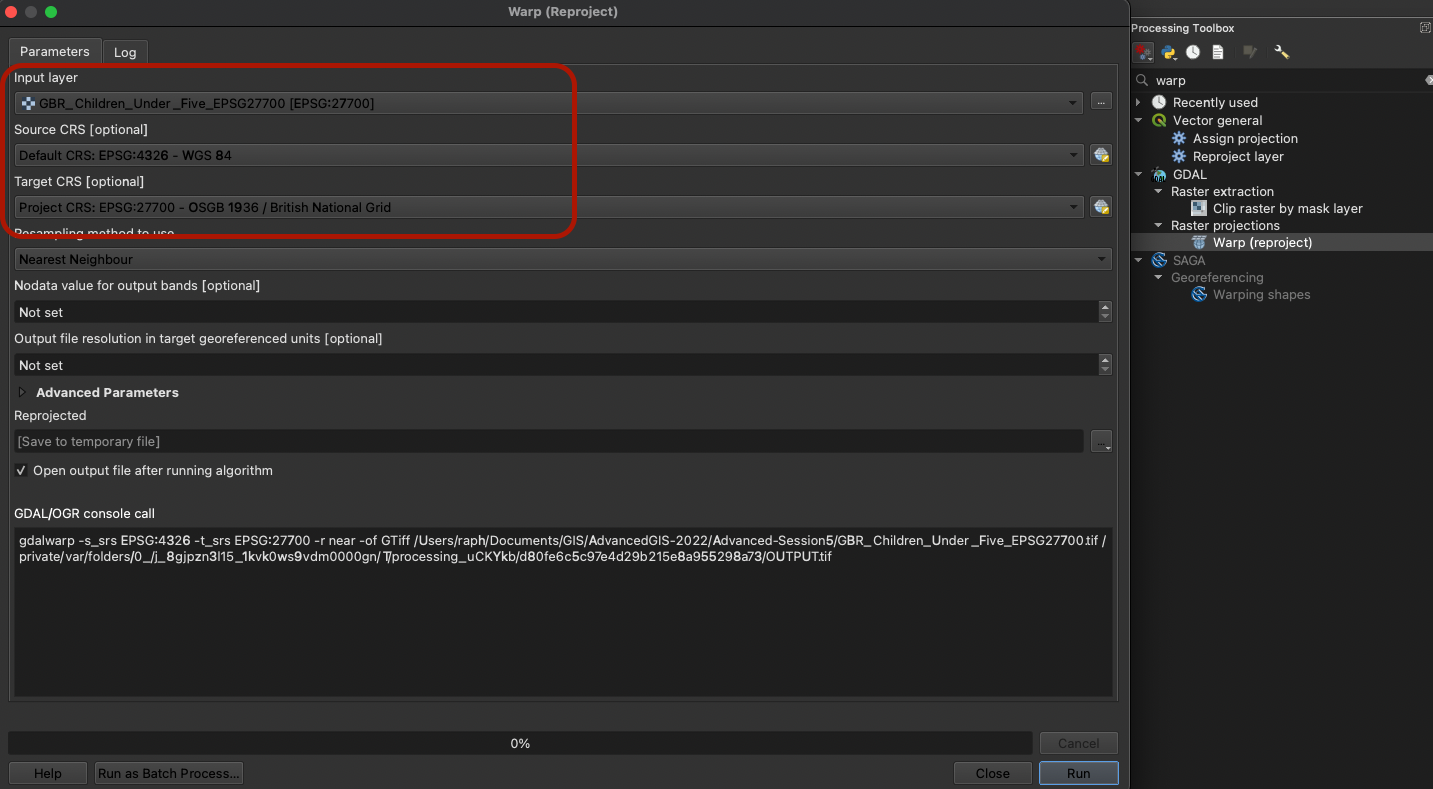 Warp (Reproject)
Parameters
Log
Input layer
GBR_Children_Under_Five_EPSG27700 [EPSG:27700]
...
Source CRS [optional]
Default CRS: EPSG:4326 - WGS 84
Target CRS [optional]
Project CRS: EPSG:27700 - OSGB 1936 / British National Grid
Resampling method to use
Nearest Neighbour
Nodata value for output bands [optional]
Not set
Output file resolution in target georeferenced units [optional]
Not set
Advanced Parameters
Reprojected
[Save to temporary file]
...
Open output file after running algorithm
GDAL/OGR console call
gdalwarp -s_srs EPSG:4326 -t_srs EPSG:27700 -r near -of GTiff /Users/raph/Documents/GIS/AdvancedGIS-2022/Advanced-Session5/GBR_Children_Under_Five_EPSG27700.tif /
private/var/folders/0_/j_8gjpzn3l15_1kvk0ws9vdm0000gn/T/processing_uCKYkb/d80fe6c5c97e4d29b215e8a955298a73/OUTPUT.tif
0%
Cancel
Help
Run as Batch Process...
Close
Run
Processing Toolbox
warp
Recently used
Vector general
Assign projection
Reproject layer
GDAL
Raster extraction
Clip raster by mask layer
Raster projections
Warp (reproject)
SAGA
Georeferencing
Warping shapes